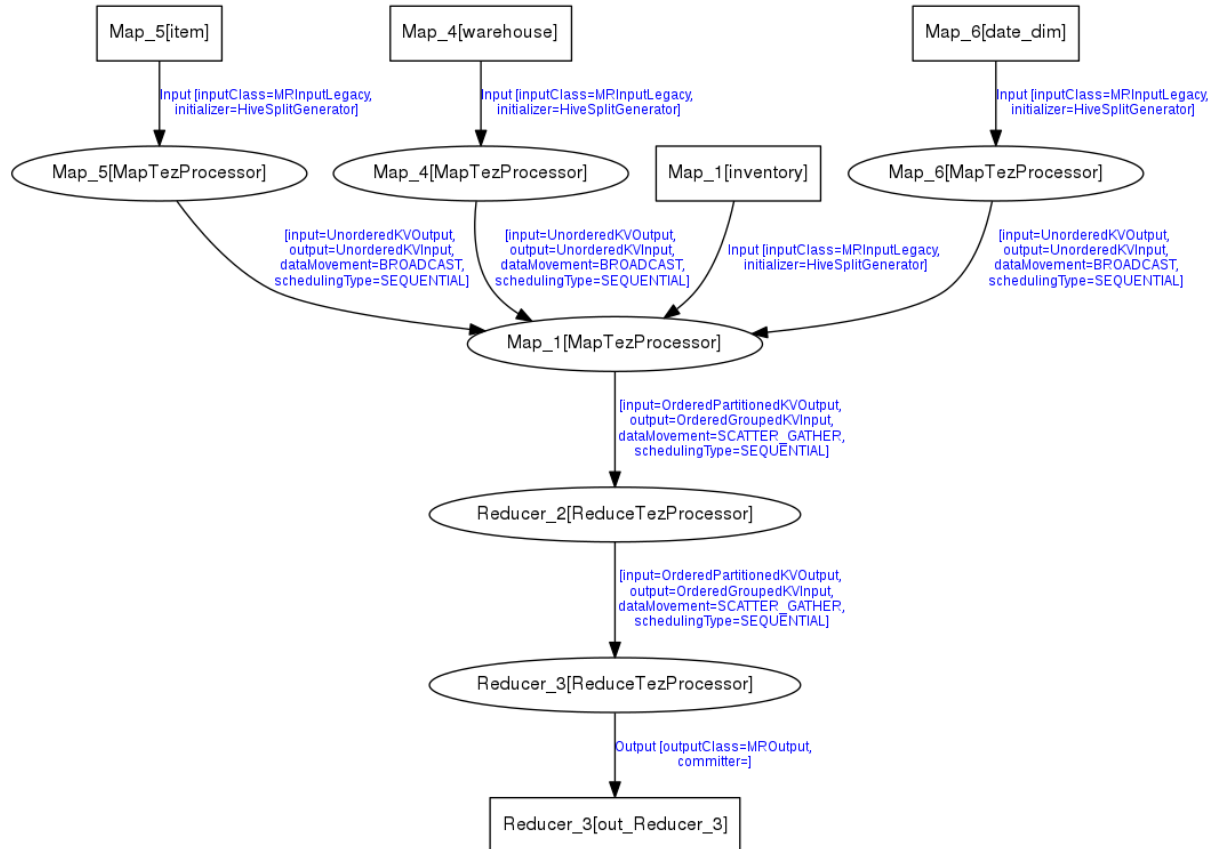 Map_5[item]
Map_4[warehouse]
Map_6[date_dim]
Input [inputClass=MRInputLegacy,
initializer=HiveSplitGenerator]
Input [inputClass=MRInputLegacy,
initializer=HiveSplitGenerator]
Input [inputClass=MRInputLegacy,
initializer=HiveSplitGenerator]
Map_5[MapTezProcessor]
Map_4[MapTezProcessor]
Map_1[inventory]
Map_6[MapTezProcessor]
[input=UnorderedKVOutput,
output=UnorderedKVInput,
dataMovement=BROADCAST,
schedulingType=SEQUENTIAL]
[input=UnorderedKVOutput,
output=UnorderedKVInput,
dataMovement=BROADCAST,
schedulingType=SEQUENTIAL]
Input [inputClass=MRInputLegacy,
initializer=HiveSplitGenerator]
[input=UnorderedKVOutput,
output=UnorderedKVInput,
dataMovement=BROADCAST,
schedulingType=SEQUENTIAL]
Map_1[MapTezProcessor]
[input=OrderedPartitionedKVOutput,
output=OrderedGroupedKVInput,
dataMovement=SCATTER_GATHER,
schedulingType=SEQUENTIAL]
Reducer_2[ReduceTezProcessor]
[input=OrderedPartitionedKVOutput,
output=OrderedGroupedKVInput,
dataMovement=SCATTER_GATHER,
schedulingType=SEQUENTIAL]
Reducer_3[ReduceTezProcessor]
Output [outputClass=MROutput,
committer=]
Reducer_3[out_Reducer_3]